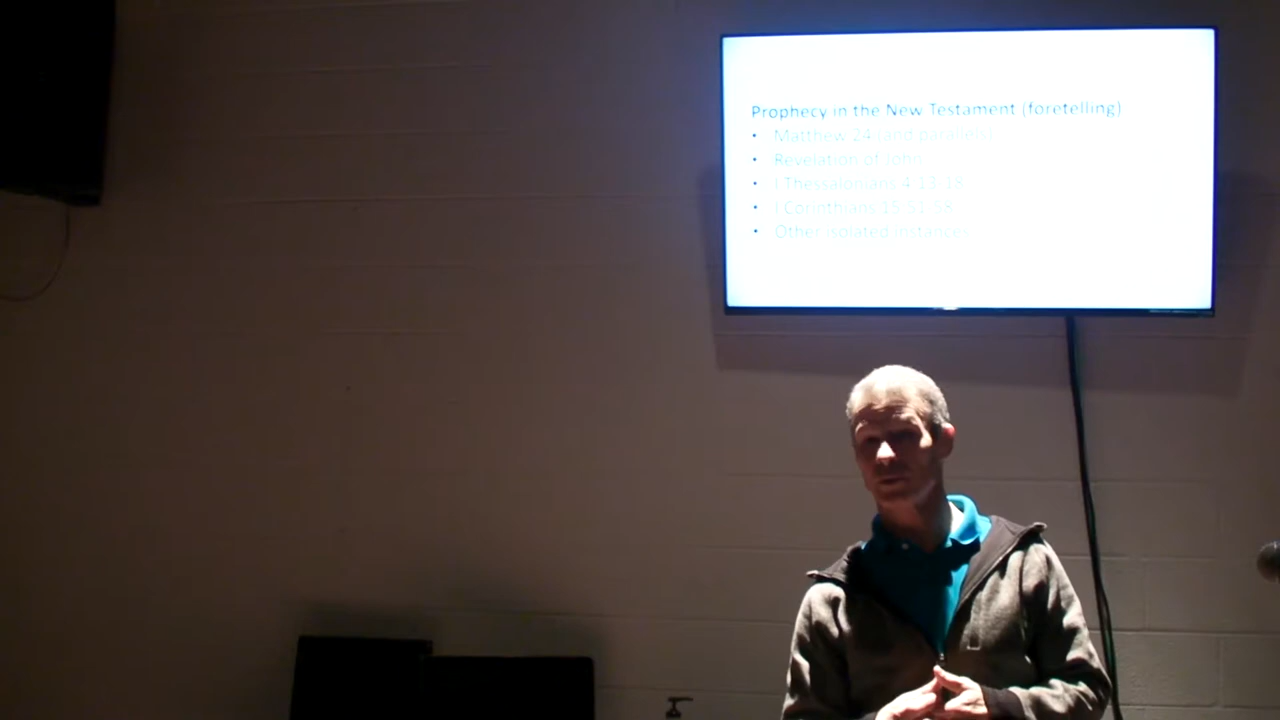 Prophecy in the New Testament (foretelling)
• Matthew 24 (and parallels)
• Revelation of John
• I Thessalonians 4:13-18
• I Corinthians 15:51-58
• Other isolated instances